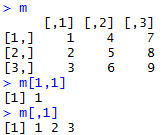 > m
     [,1] [,2] [,3]
[1,]    1    4    7
[2,]    2    5    8
[3,]    3    6    9
> m[1,1]
[1] 1
> m[,1]
[1] 1 2 3